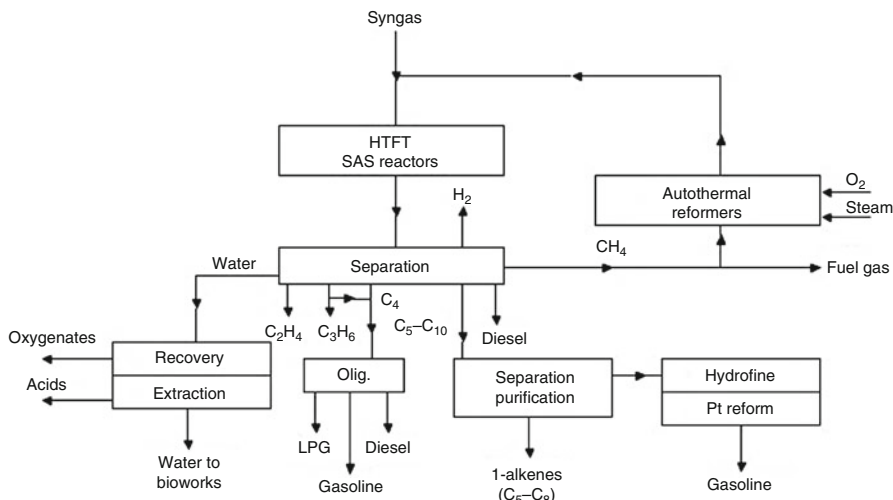 Syngas
HTFT
SAS reactors
H₂
Autothermal
reformers
O₂
Steam
Water
Separation
CH₄
Fuel gas
C₂H₄
C₃H₆
C₄
C₅–C₁₀
Diesel
Oxygenates
Recovery
Acids
Extraction
Olig.
Separation
purification
Hydrofine
Pt reform
LPG
Diesel
Water to
bioworks
Gasoline
1-alkenes
(C₅–C₈)
Gasoline